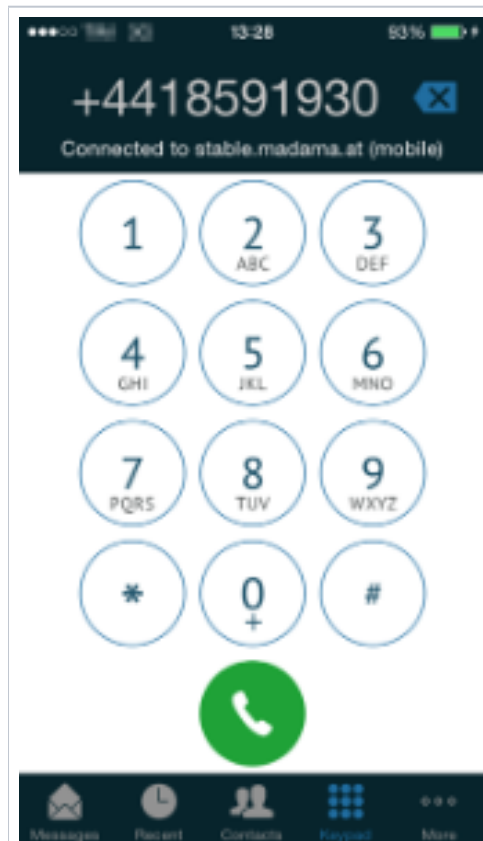 13:28 93%
+4418591930
Connected to stable.madama.at (mobile)
1 2 3
ABC DEF
4 5 6
GHI JKL MNO
7 8 9
PQRS TUV WXYZ
* 0 #
+
Messages Recent Contacts Keypad More